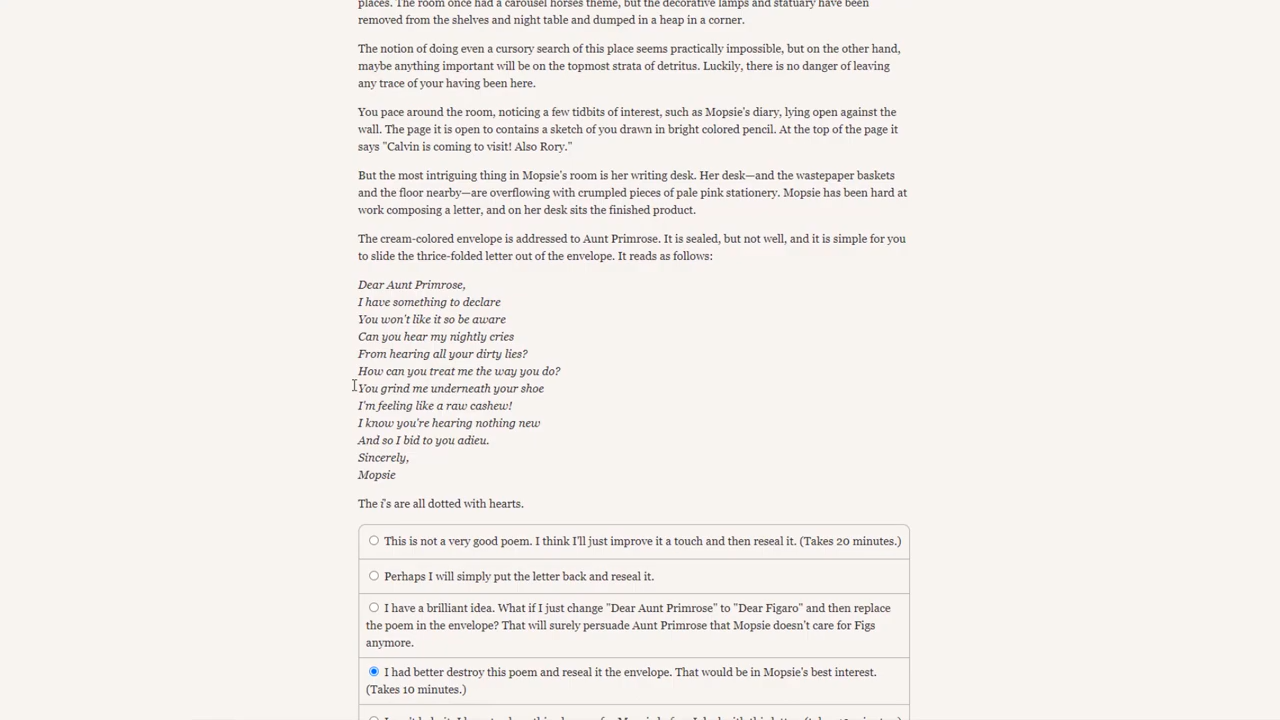 places. The room once had a carousel horses theme, but the decorative lamps and statuary have been
removed from the shelves and night table and dumped in a heap in a corner.
The notion of doing even a cursory search of this place seems practically impossible, but on the other hand,
maybe anything important will be on the topmost strata of detritus. Luckily, there is no danger of leaving
any trace of your having been here.
You pace around the room, noticing a few tidbits of interest, such as Mopsie's diary, lying open against the
wall. The page it is open to contains a sketch of you drawn in bright colored pencil. At the top of the page it
says "Calvin is coming to visit! Also Rory."
But the most intriguing thing in Mopsie's room is her writing desk. Her desk—and the wastepaper baskets
and the floor nearby—are overflowing with crumpled pieces of pale pink stationery. Mopsie has been hard at
work composing a letter, and on her desk sits the finished product.
The cream-colored envelope is addressed to Aunt Primrose. It is sealed, but not well, and it is simple for you
to slide the thrice-folded letter out of the envelope. It reads as follows:
Dear Aunt Primrose,
I have something to declare
You won't like it so be aware
Can you hear my nightly cries
From hearing all your dirty lies?
How can you treat me the way you do?
You grind me underneath your shoe
I'm feeling like a raw cashew!
I know you're hearing nothing new
And so I bid to you adieu.
Sincerely,
Mopsie
The i's are all dotted with hearts.
This is not a very good poem. I think I'll just improve it a touch and then reseal it. (Takes 20 minutes.)
Perhaps I will simply put the letter back and reseal it.
I have a brilliant idea. What if I just change "Dear Aunt Primrose" to "Dear Figaro" and then replace
the poem in the envelope? That will surely persuade Aunt Primrose that Mopsie doesn't care for Figs
anymore.
I had better destroy this poem and reseal it the envelope. That would be in Mopsie's best interest.
(Takes 10 minutes.)